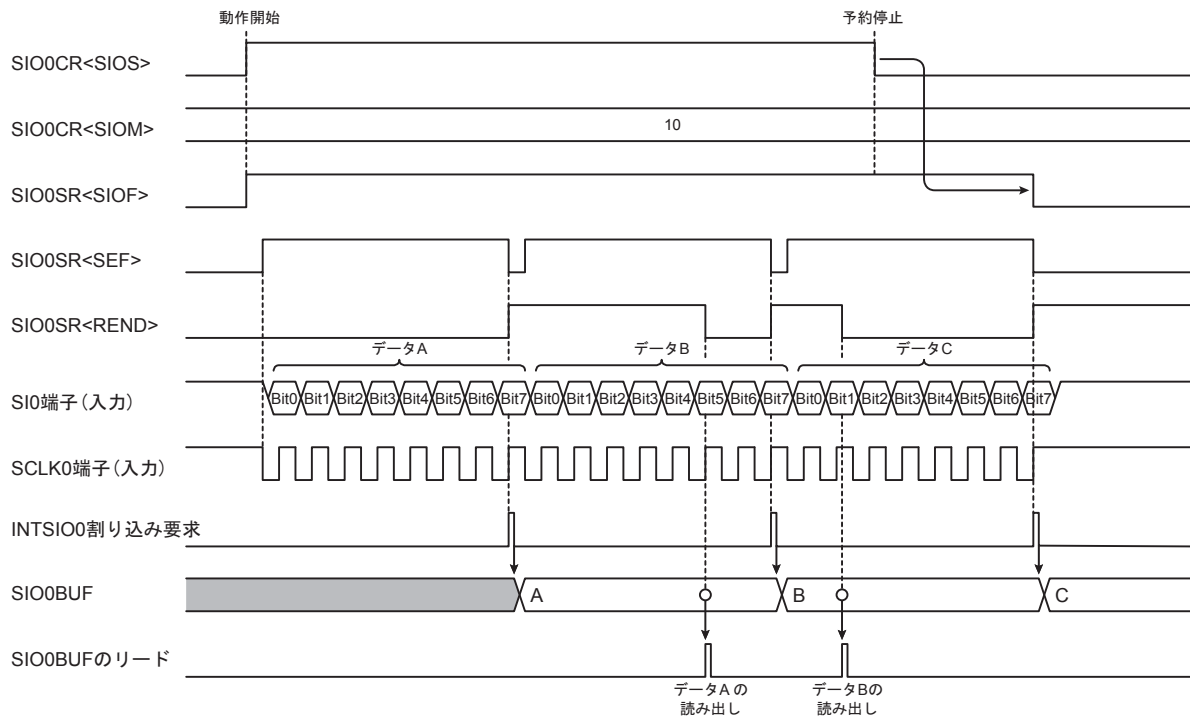 動作開始
予約停止
SIO0CR<SIOS>
SIO0CR<SIOM>
10
SIO0SR<SIOF>
SIO0SR<SEF>
SIO0SR<REND>
データA
データB
データC
SI0端子(入力)
Bit0 Bit1 Bit2 Bit3 Bit4 Bit5 Bit6 Bit7 Bit0 Bit1 Bit2 Bit3 Bit4 Bit5 Bit6 Bit7 Bit0 Bit1 Bit2 Bit3 Bit4 Bit5 Bit6 Bit7
SCLK0端子(入力)
INTSIO0割り込み要求
SIO0BUF
A
B
C
SIO0BUFのリード
データA の
読み出し
データBの
読み出し